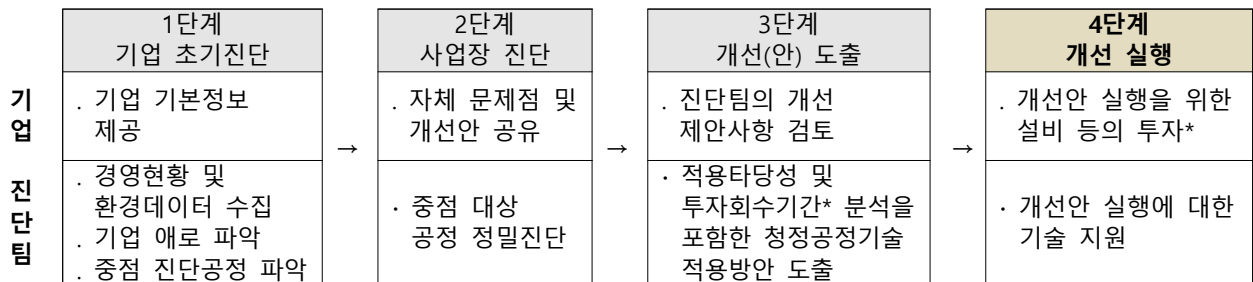 1단계
기업 초기진단
2단계
사업장 진단
3단계
개선(안) 도출
4단계
개선 실행
기
업
. 기업 기본정보
제공
→
. 자체 문제점 및
개선안 공유
→
. 진단팀의 개선
제안사항 검토
→
. 개선안 실행을 위한
설비 등의 투자*
진
단
팀
. 경영현황 및
환경데이터 수집
. 기업 애로 파악
. 중점 진단공정 파악
· 중점 대상
공정 정밀진단
· 적용타당성 및
투자회수기간* 분석을
포함한 청정공정기술
적용방안 도출
· 개선안 실행에 대한
기술 지원